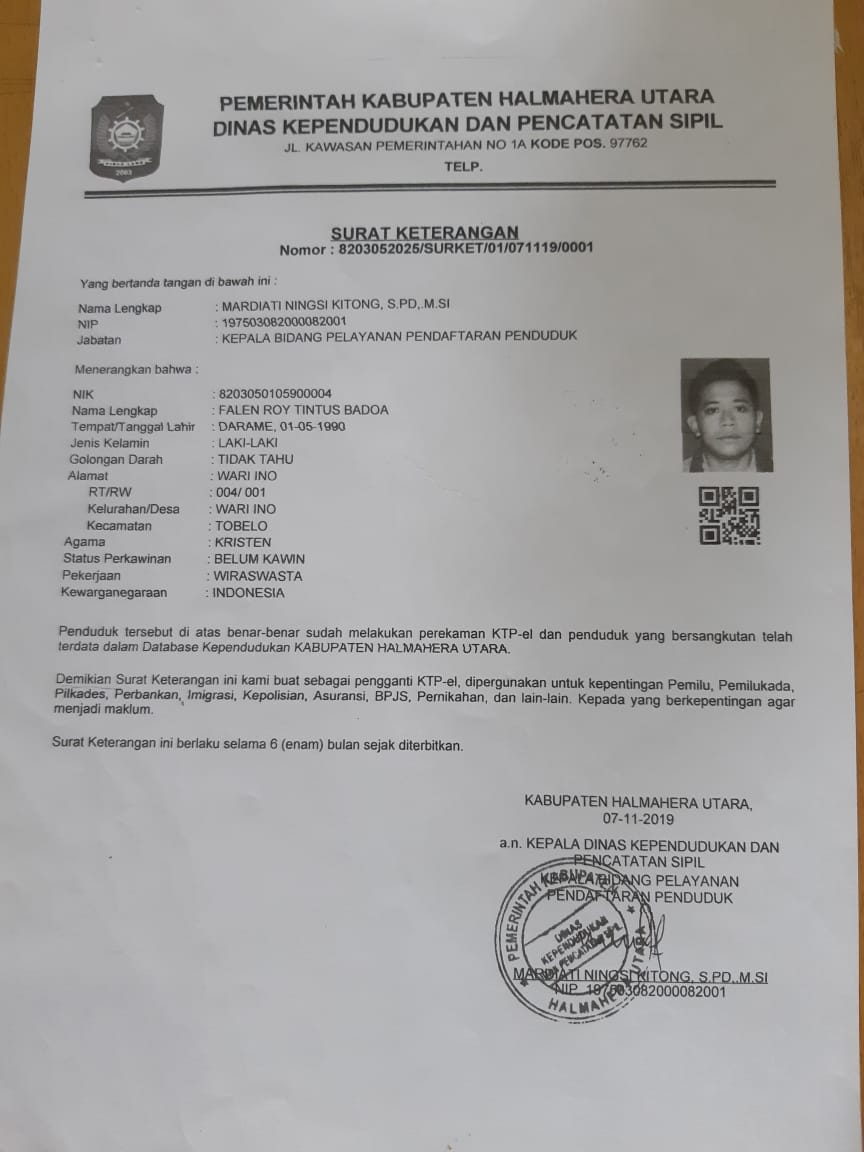 PEMERINTAH KABUPATEN HALMAHERA UTARA
DINAS KEPENDUDUKAN DAN PENCATATAN SIPIL
JL. KAWASAN PEMERINTAHAN NO 1A KODE POS. 97762
TELP.
2003
SURAT KETERANGAN
Nomor : 8203052025/SURKET/01/071119/0001
Yang bertanda tangan di bawah ini :
Nama Lengkap : MARDIATI NINGSI KITONG, S.PD,.M.SI
NIP : 197503082000082001
Jabatan : KEPALA BIDANG PELAYANAN PENDAFTARAN PENDUDUK
Menerangkan bahwa :
NIK : 8203050105900004
Nama Lengkap : FALEN ROY TINTUS BADOA
Tempat/Tanggal Lahir : DARAME, 01-05-1990
Jenis Kelamin : LAKI-LAKI
Golongan Darah : TIDAK TAHU
Alamat : WARI INO
RT/RW : 004/ 001
Kelurahan/Desa : WARI INO
Kecamatan : TOBELO
Agama : KRISTEN
Status Perkawinan : BELUM KAWIN
Pekerjaan : WIRASWASTA
Kewarganegaraan : INDONESIA
Penduduk tersebut di atas benar-benar sudah melakukan perekaman KTP-el dan penduduk yang bersangkutan telah
terdata dalam Database Kependudukan KABUPATEN HALMAHERA UTARA.
Demikian Surat Keterangan ini kami buat sebagai pengganti KTP-el, dipergunakan untuk kepentingan Pemilu, Pemilukada,
Pilkades, Perbankan, Imigrasi, Kepolisian, Asuransi, BPJS, Pernikahan, dan lain-lain. Kepada yang berkepentingan agar
menjadi maklum.
Surat Keterangan ini berlaku selama 6 (enam) bulan sejak diterbitkan.
KABUPATEN HALMAHERA UTARA,
07-11-2019
a.n. KEPALA DINAS KEPENDUDUKAN DAN
PENCATATAN SIPIL
KEPALA BIDANG PELAYANAN
PENDAFTARAN PENDUDUK
PEMERINTAH KABUPATEN
HALMAHERA UTARA
DINAS
KEPENDUDUKAN
DAN PENCATATAN SIPIL
MARDIATI NINGSI KITONG, S.PD,.M.SI
NIP. 197503082000082001